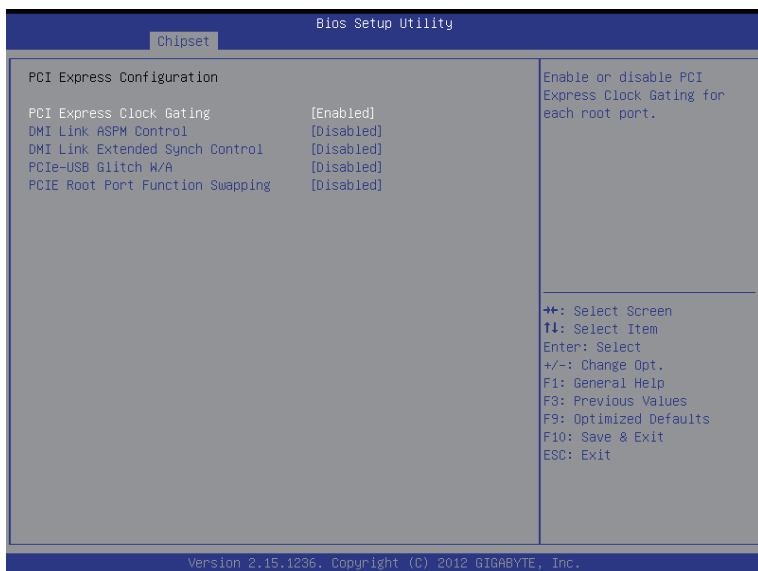 Bios Setup Utility
Chipset
PCI Express Configuration
PCI Express Clock Gating [Enabled]
DMI Link ASPM Control [Disabled]
DMI Link Extended Synch Control [Disabled]
PCIe-USB Glitch W/A [Disabled]
PCIE Root Port Function Swapping [Disabled]
Enable or disable PCI
Express Clock Gating for
each root port.
→←: Select Screen
↑↓: Select Item
Enter: Select
+/-: Change Opt.
F1: General Help
F3: Previous Values
F9: Optimized Defaults
F10: Save & Exit
ESC: Exit
Version 2.15.1236. Copyright (C) 2012 GIGABYTE, Inc.